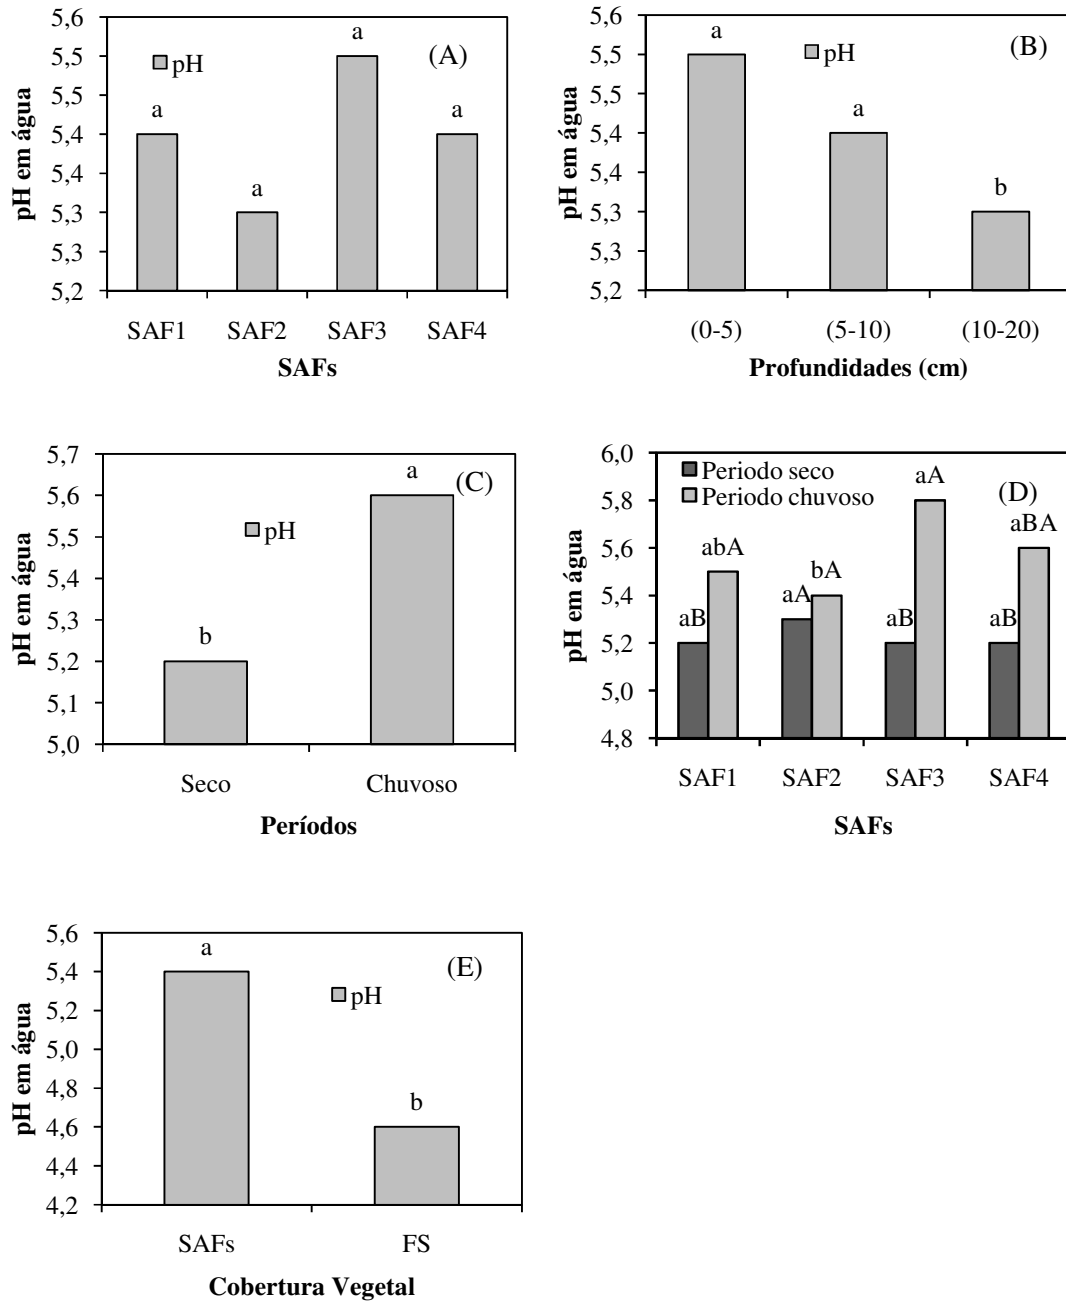 5,6
5,5
5,5
5,4
5,4
5,3
5,3
5,2
pH em água
pH
(A)
a
a
a
a
SAF1 SAF2 SAF3 SAF4
SAFs
5,6
5,5
5,5
5,4
5,4
5,3
5,3
5,2
pH em água
pH
(B)
a
a
b
(0-5) (5-10) (10-20)
Profundidades (cm)
5,7
5,6
5,5
5,4
5,3
5,2
5,1
5,0
pH em água
pH
(C)
b
a
Seco Chuvoso
Períodos
6,0
5,8
5,6
5,4
5,2
5,0
4,8
pH em água
Periodo seco
Periodo chuvoso
(D)
aB abA aA bA aB aA aB aBA
SAF1 SAF2 SAF3 SAF4
SAFs
5,6
5,4
5,2
5,0
4,8
4,6
4,4
4,2
pH em água
pH
(E)
a
b
SAFs FS
Cobertura Vegetal